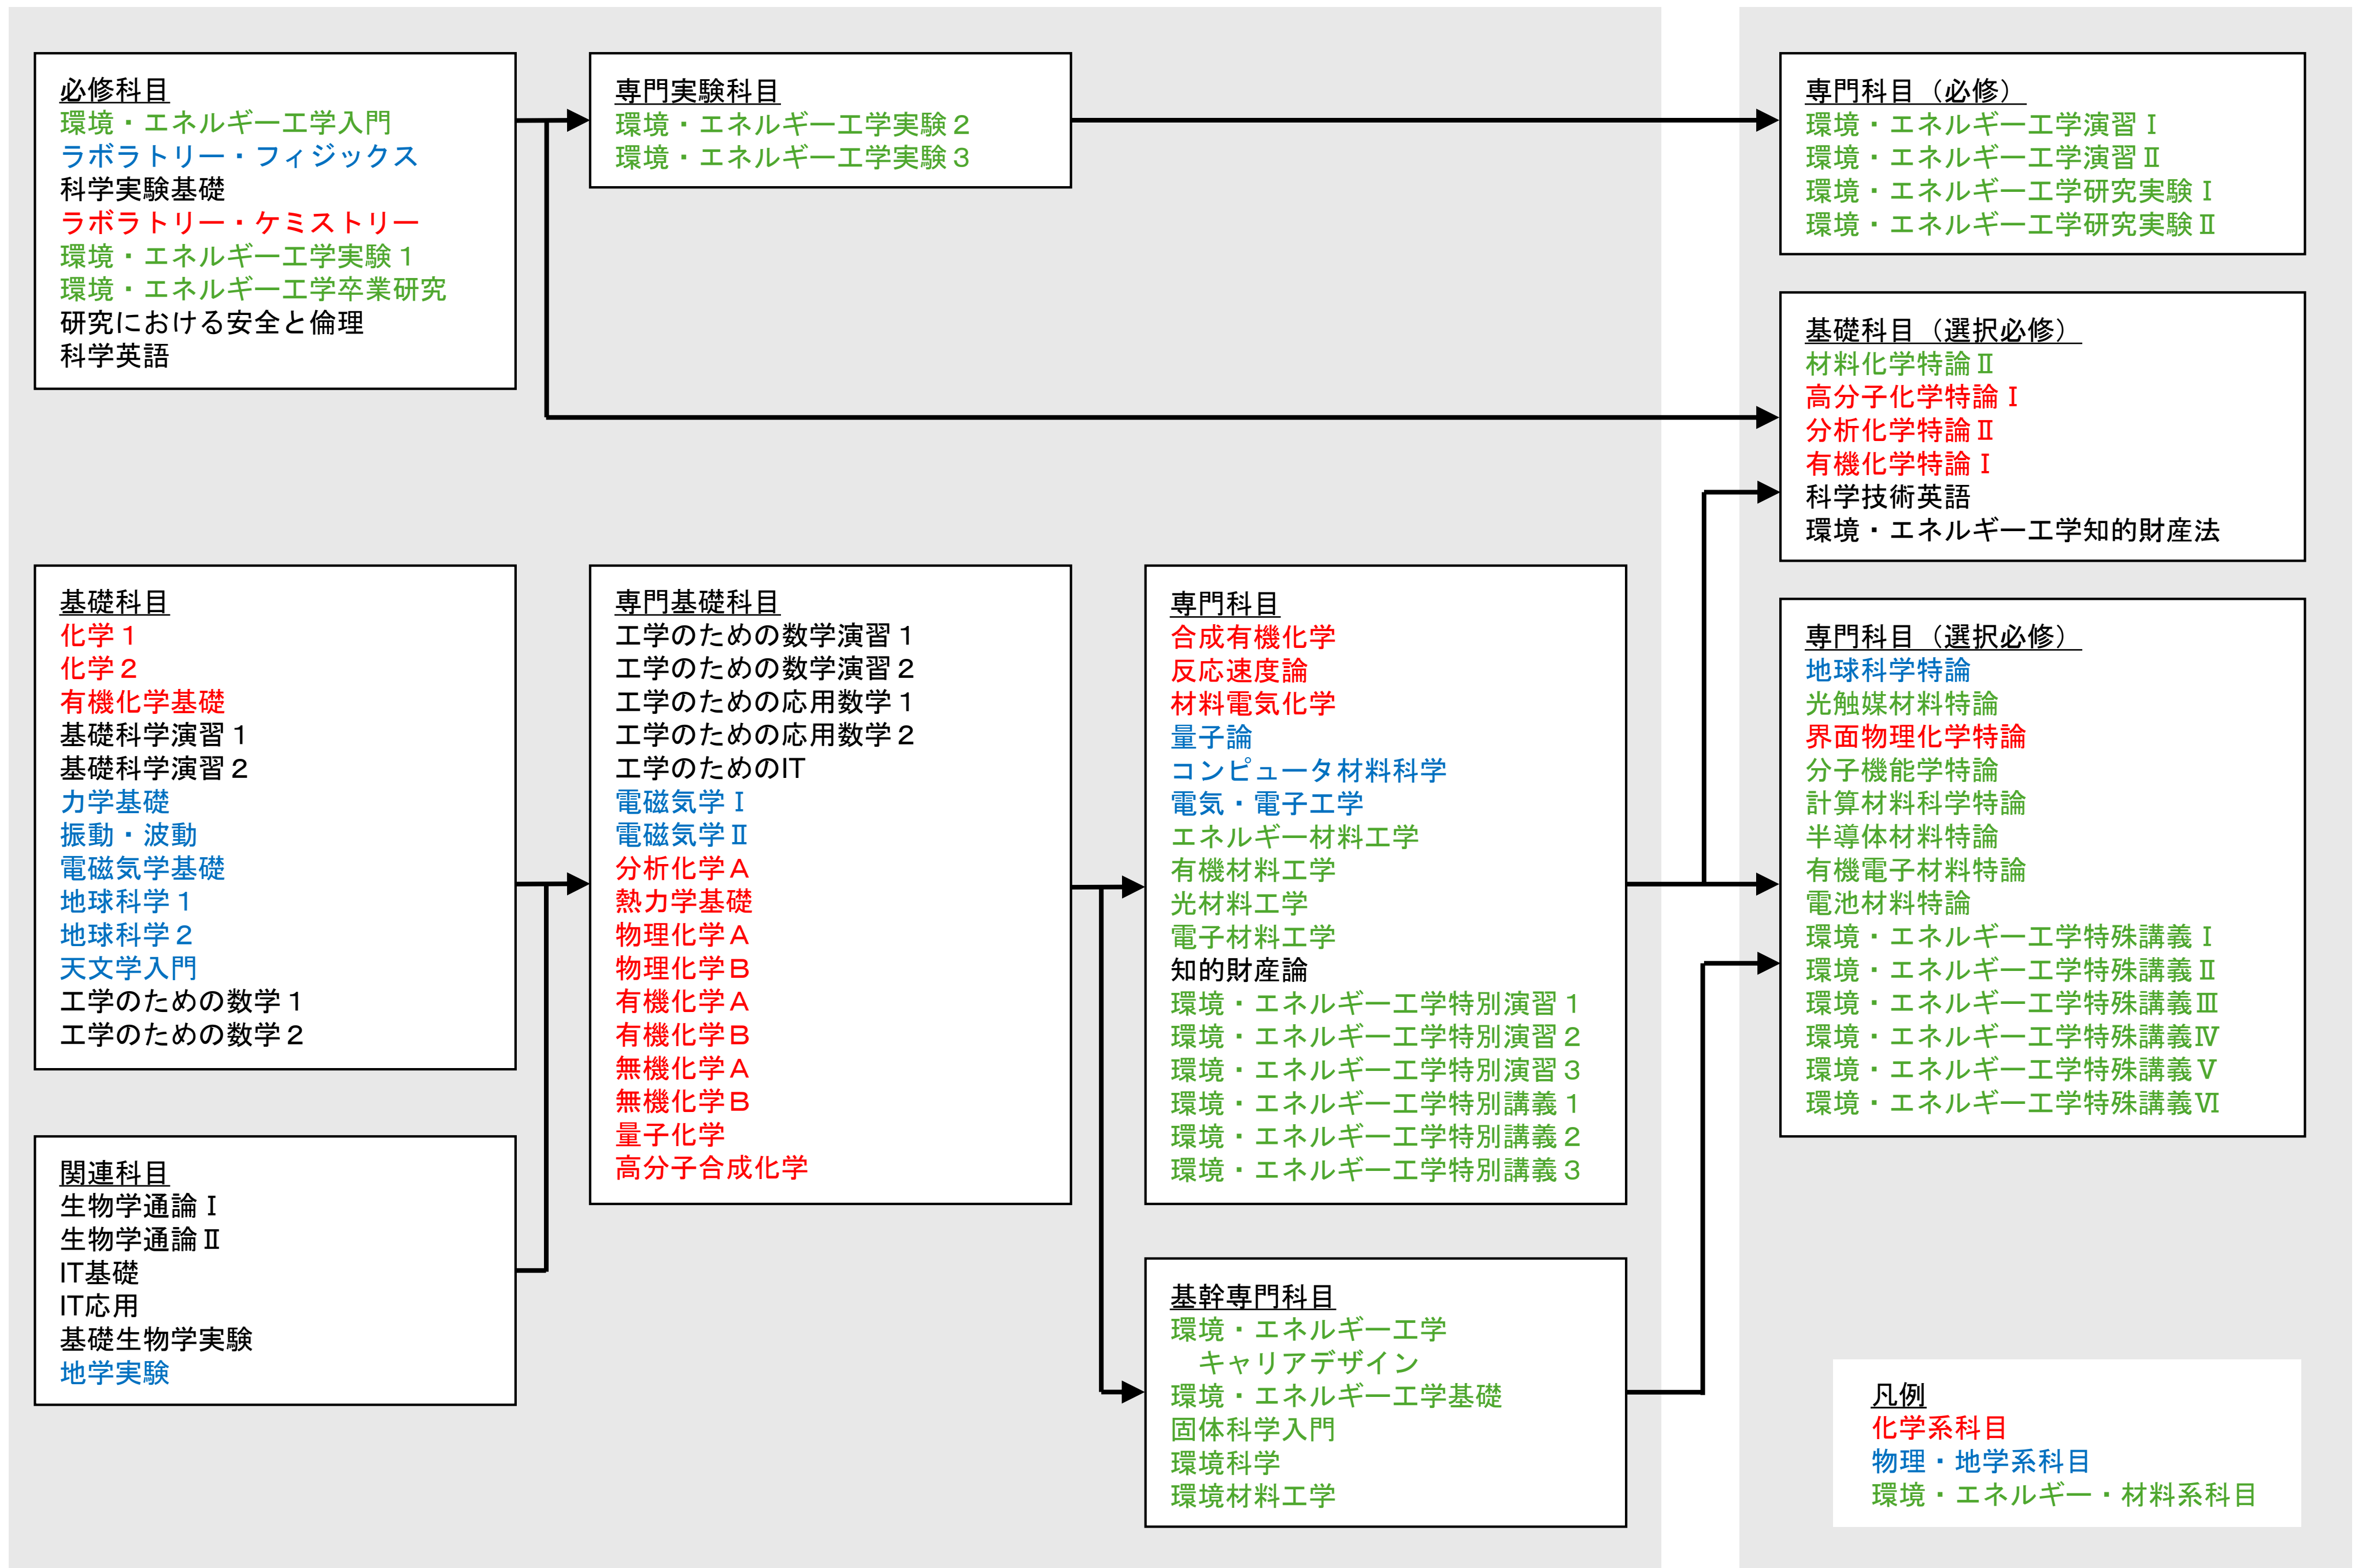 必修科目
環境・エネルギー工学入門
ラボラトリー・フィジックス
科学実験基礎
ラボラトリー・ケミストリー
環境・エネルギー工学実験１
環境・エネルギー工学卒業研究
研究における安全と倫理
科学英語
専門実験科目
環境・エネルギー工学実験２
環境・エネルギー工学実験３
専門科目（必修）
環境・エネルギー工学演習Ⅰ
環境・エネルギー工学演習Ⅱ
環境・エネルギー工学研究実験Ⅰ
環境・エネルギー工学研究実験Ⅱ
基礎科目（選択必修）
材料化学特論Ⅱ
高分子化学特論Ⅰ
分析化学特論Ⅱ
有機化学特論Ⅰ
科学技術英語
環境・エネルギー工学知的財産法
基礎科目
化学１
化学２
有機化学基礎
基礎科学演習１
基礎科学演習２
力学基礎
振動・波動
電磁気学基礎
地球科学１
地球科学２
天文学入門
工学のための数学１
工学のための数学２
専門基礎科目
工学のための数学演習１
工学のための数学演習２
工学のための応用数学１
工学のための応用数学２
工学のためのIT
電磁気学Ⅰ
電磁気学Ⅱ
分析化学Ａ
熱力学基礎
物理化学Ａ
物理化学Ｂ
有機化学Ａ
有機化学Ｂ
無機化学Ａ
無機化学Ｂ
量子化学
高分子合成化学
専門科目
合成有機化学
反応速度論
材料電気化学
量子論
コンピュータ材料科学
電気・電子工学
エネルギー材料工学
有機材料工学
光材料工学
電子材料工学
知的財産論
環境・エネルギー工学特別演習１
環境・エネルギー工学特別演習２
環境・エネルギー工学特別演習３
環境・エネルギー工学特別講義１
環境・エネルギー工学特別講義２
環境・エネルギー工学特別講義３
専門科目（選択必修）
地球科学特論
光触媒材料特論
界面物理化学特論
分子機能学特論
計算材料科学特論
半導体材料特論
有機電子材料特論
電池材料特論
環境・エネルギー工学特殊講義Ⅰ
環境・エネルギー工学特殊講義Ⅱ
環境・エネルギー工学特殊講義Ⅲ
環境・エネルギー工学特殊講義Ⅳ
環境・エネルギー工学特殊講義Ⅴ
環境・エネルギー工学特殊講義Ⅵ
関連科目
生物学通論Ⅰ
生物学通論Ⅱ
IT基礎
IT応用
基礎生物学実験
地学実験
基幹専門科目
環境・エネルギー工学
キャリアデザイン
環境・エネルギー工学基礎
固体科学入門
環境科学
環境材料工学
凡例
化学系科目
物理・地学系科目
環境・エネルギー・材料系科目